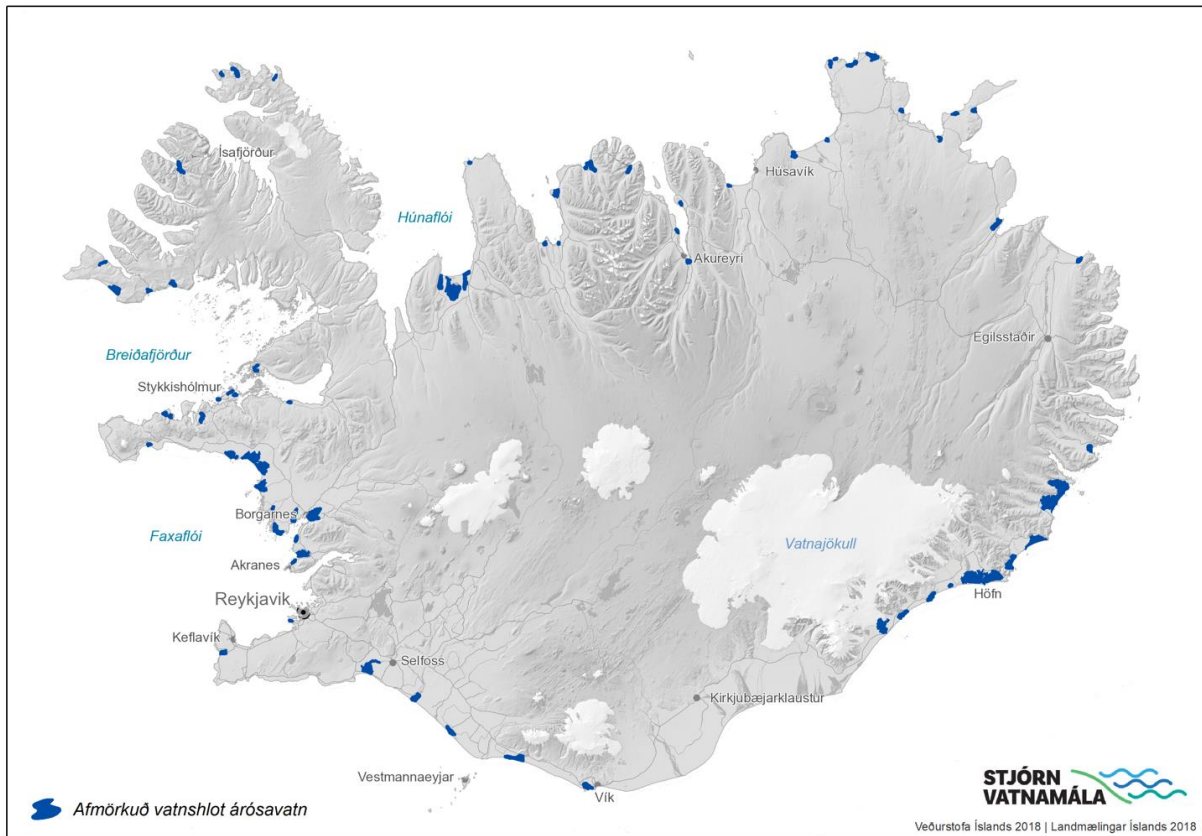 Ísafjörður
Húsavík
Húnaflói
Akureyri
Breiðafjörður
Egilsstaðir
Stykkishólmur
Borgarnes
Faxaflói
Vatnajökull
Akranes
Höfn
Reykjavik
Keflavík
Selfoss
Kirkjubæjarklaustur
Vestmannaeyjar
Vík
Afmörkuð vatnshlot árósavatn
STJÓRN
VATNAMÁLA
Veðurstofa Íslands 2018 | Landmælingar Íslands 2018